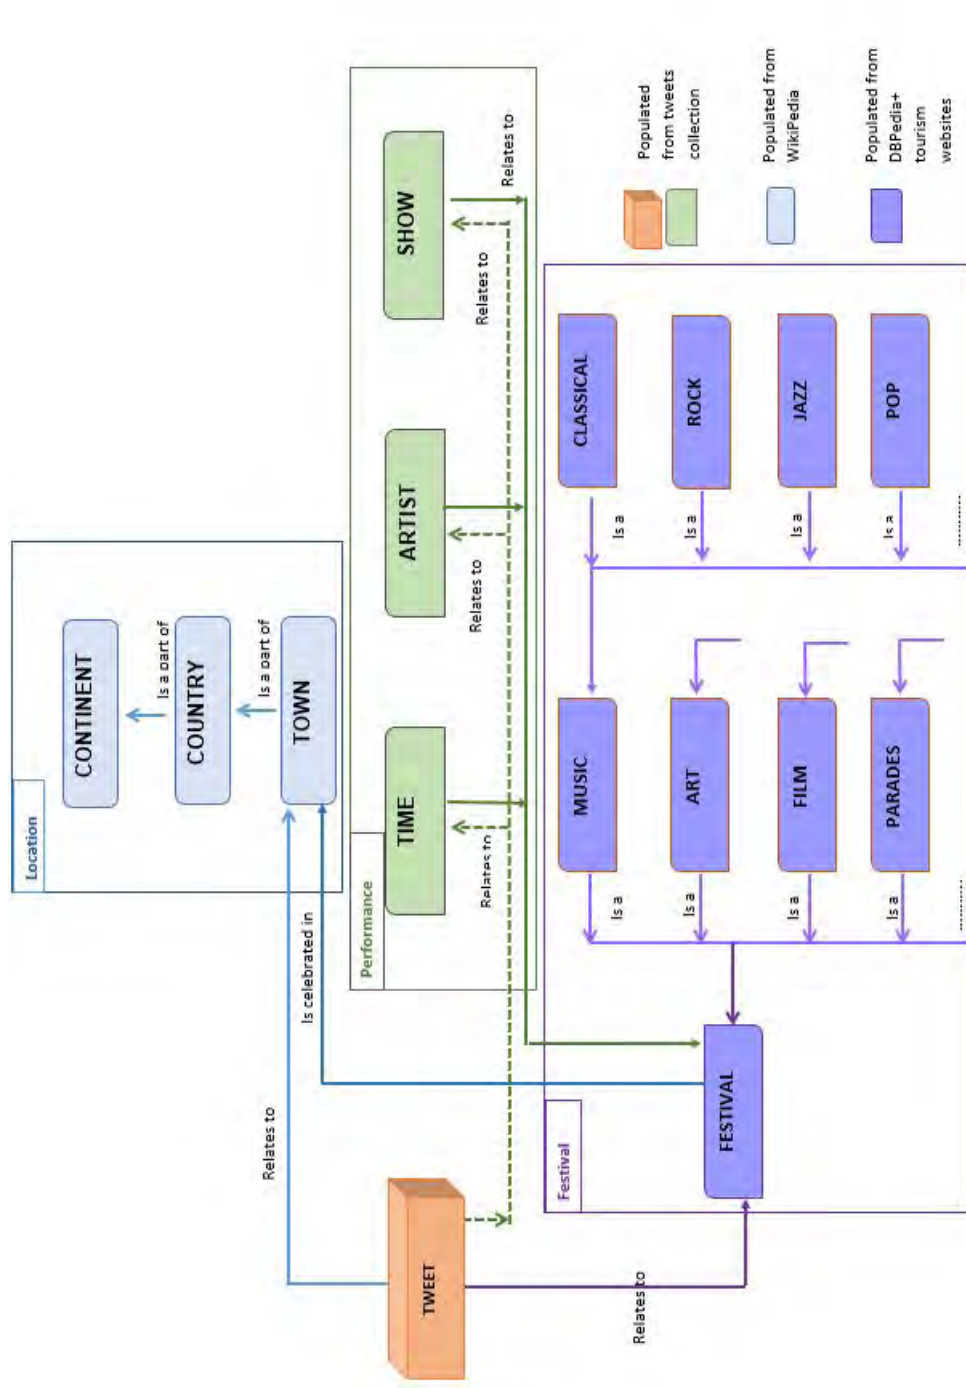 Location
CONTINENT
Is a part of
COUNTRY
Is a part of
TOWN
Relates to
Is celebrated in
Performance
TIME
ARTIST
SHOW
Relates to
Relates to
Relates to
Relates to
TWEET
Relates to
Festival
FESTIVAL
MUSIC
ART
FILM
PARADES
Is a
Is a
Is a
Is a
............
CLASSICAL
ROCK
JAZZ
POP
Is a
Is a
Is a
Is a
............
Populated
from tweets
collection
Populated from
WikiPedia
Populated from
DBPedia+
tourism
websites